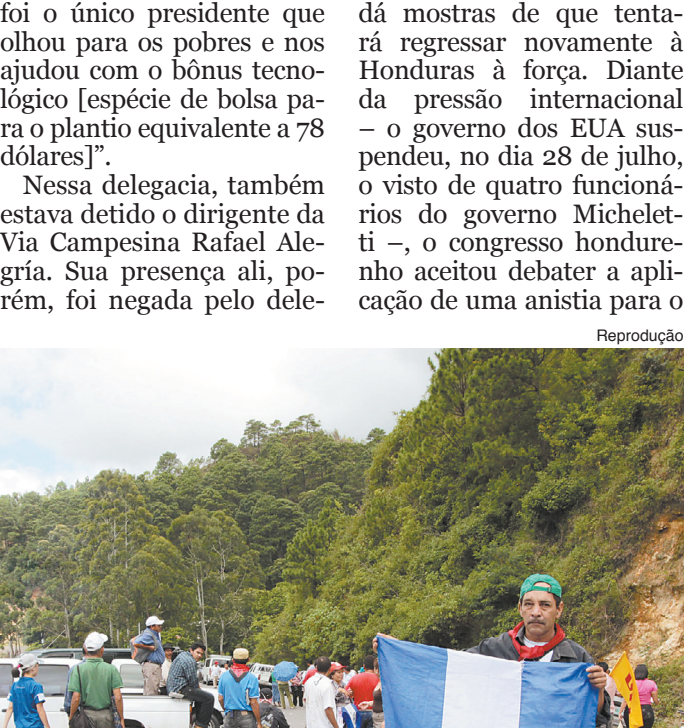 foi o único presidente que
olhou para os pobres e nos
ajudou com o bônus tecno-
lógico [espécie de bolsa pa-
ra o plantio equivalente a 78
dólares]”.
Nessa delegacia, também
estava detido o dirigente da
Via Campesina Rafael Ale-
gría. Sua presença ali, po-
rém, foi negada pelo dele-
dá mostras de que tenta-
rá regressar novamente à
Honduras à força. Diante
da pressão internacional
– o governo dos EUA sus-
pendeu, no dia 28 de julho,
o visto de quatro funcioná-
rios do governo Michelet-
ti –, o congresso hondure-
nho aceitou debater a apli-
cação de uma anistia para o
Reprodução